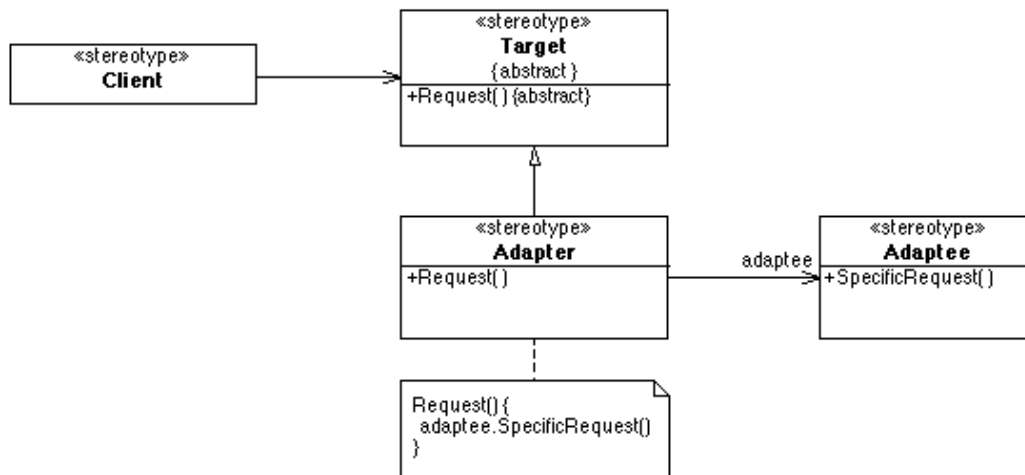 «stereotype»
Client
«stereotype»
Target
{abstract}
+Request() {abstract}
«stereotype»
Adapter
+Request()
adaptee
«stereotype»
Adaptee
+SpecificRequest()
Request() {
adaptee.SpecificRequest()
}